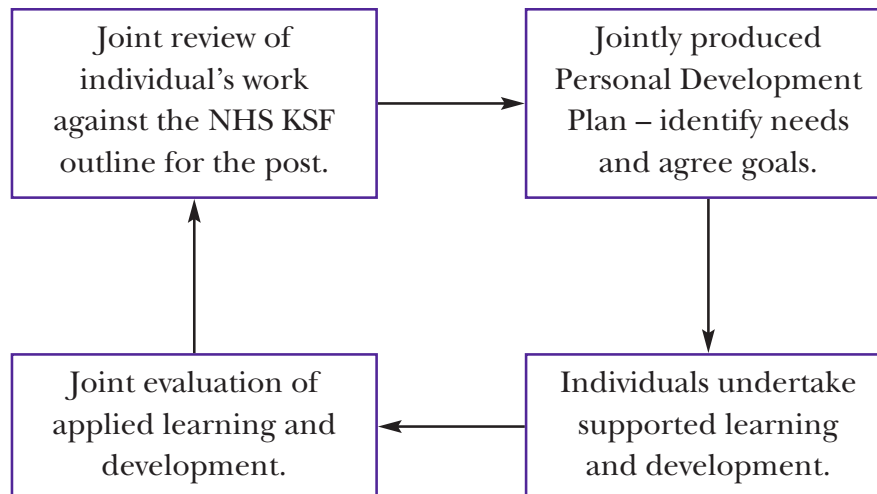 Joint review of
individual’s work
against the NHS KSF
outline for the post.
Jointly produced
Personal Development
Plan – identify needs
and agree goals.
Individuals undertake
supported learning
and development.
Joint evaluation of
applied learning and
development.